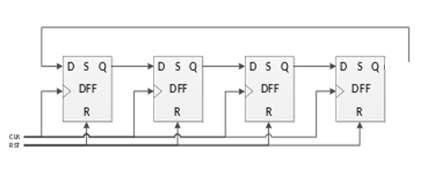 D S Q D S Q D S Q D S Q
DFF DFF DFF DFF
R R R R
CLK
RST